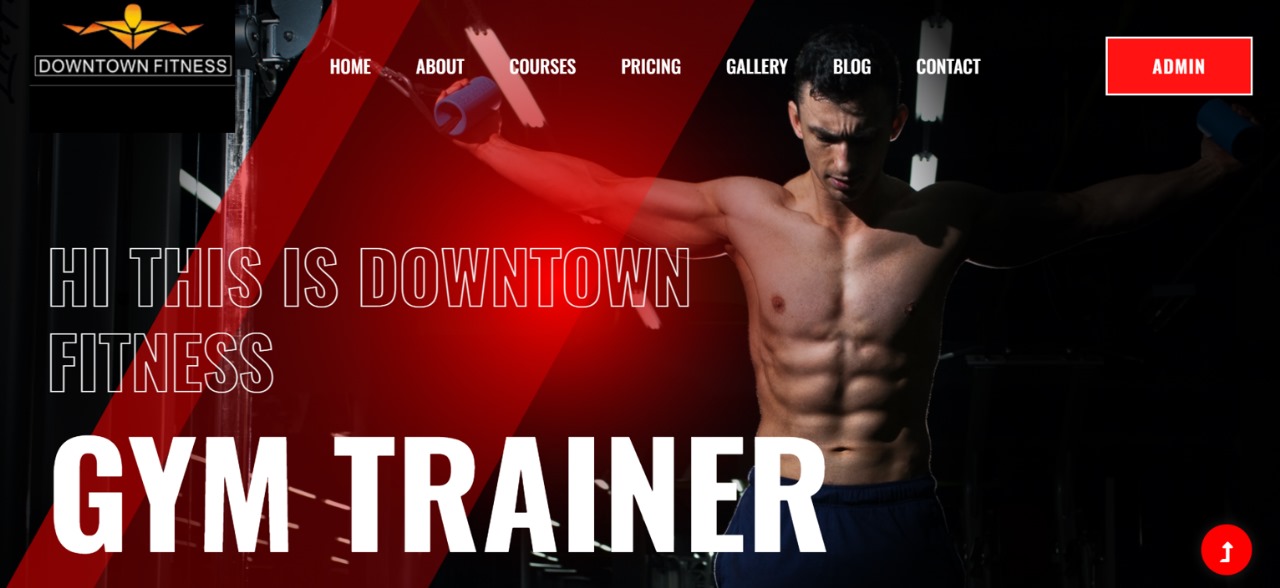 DOWNTOWN FITNESS
HOME ABOUT COURSES PRICING GALLERY BLOG CONTACT ADMIN
HI THIS IS DOWNTOWN
FITNESS
GYM TRAINER